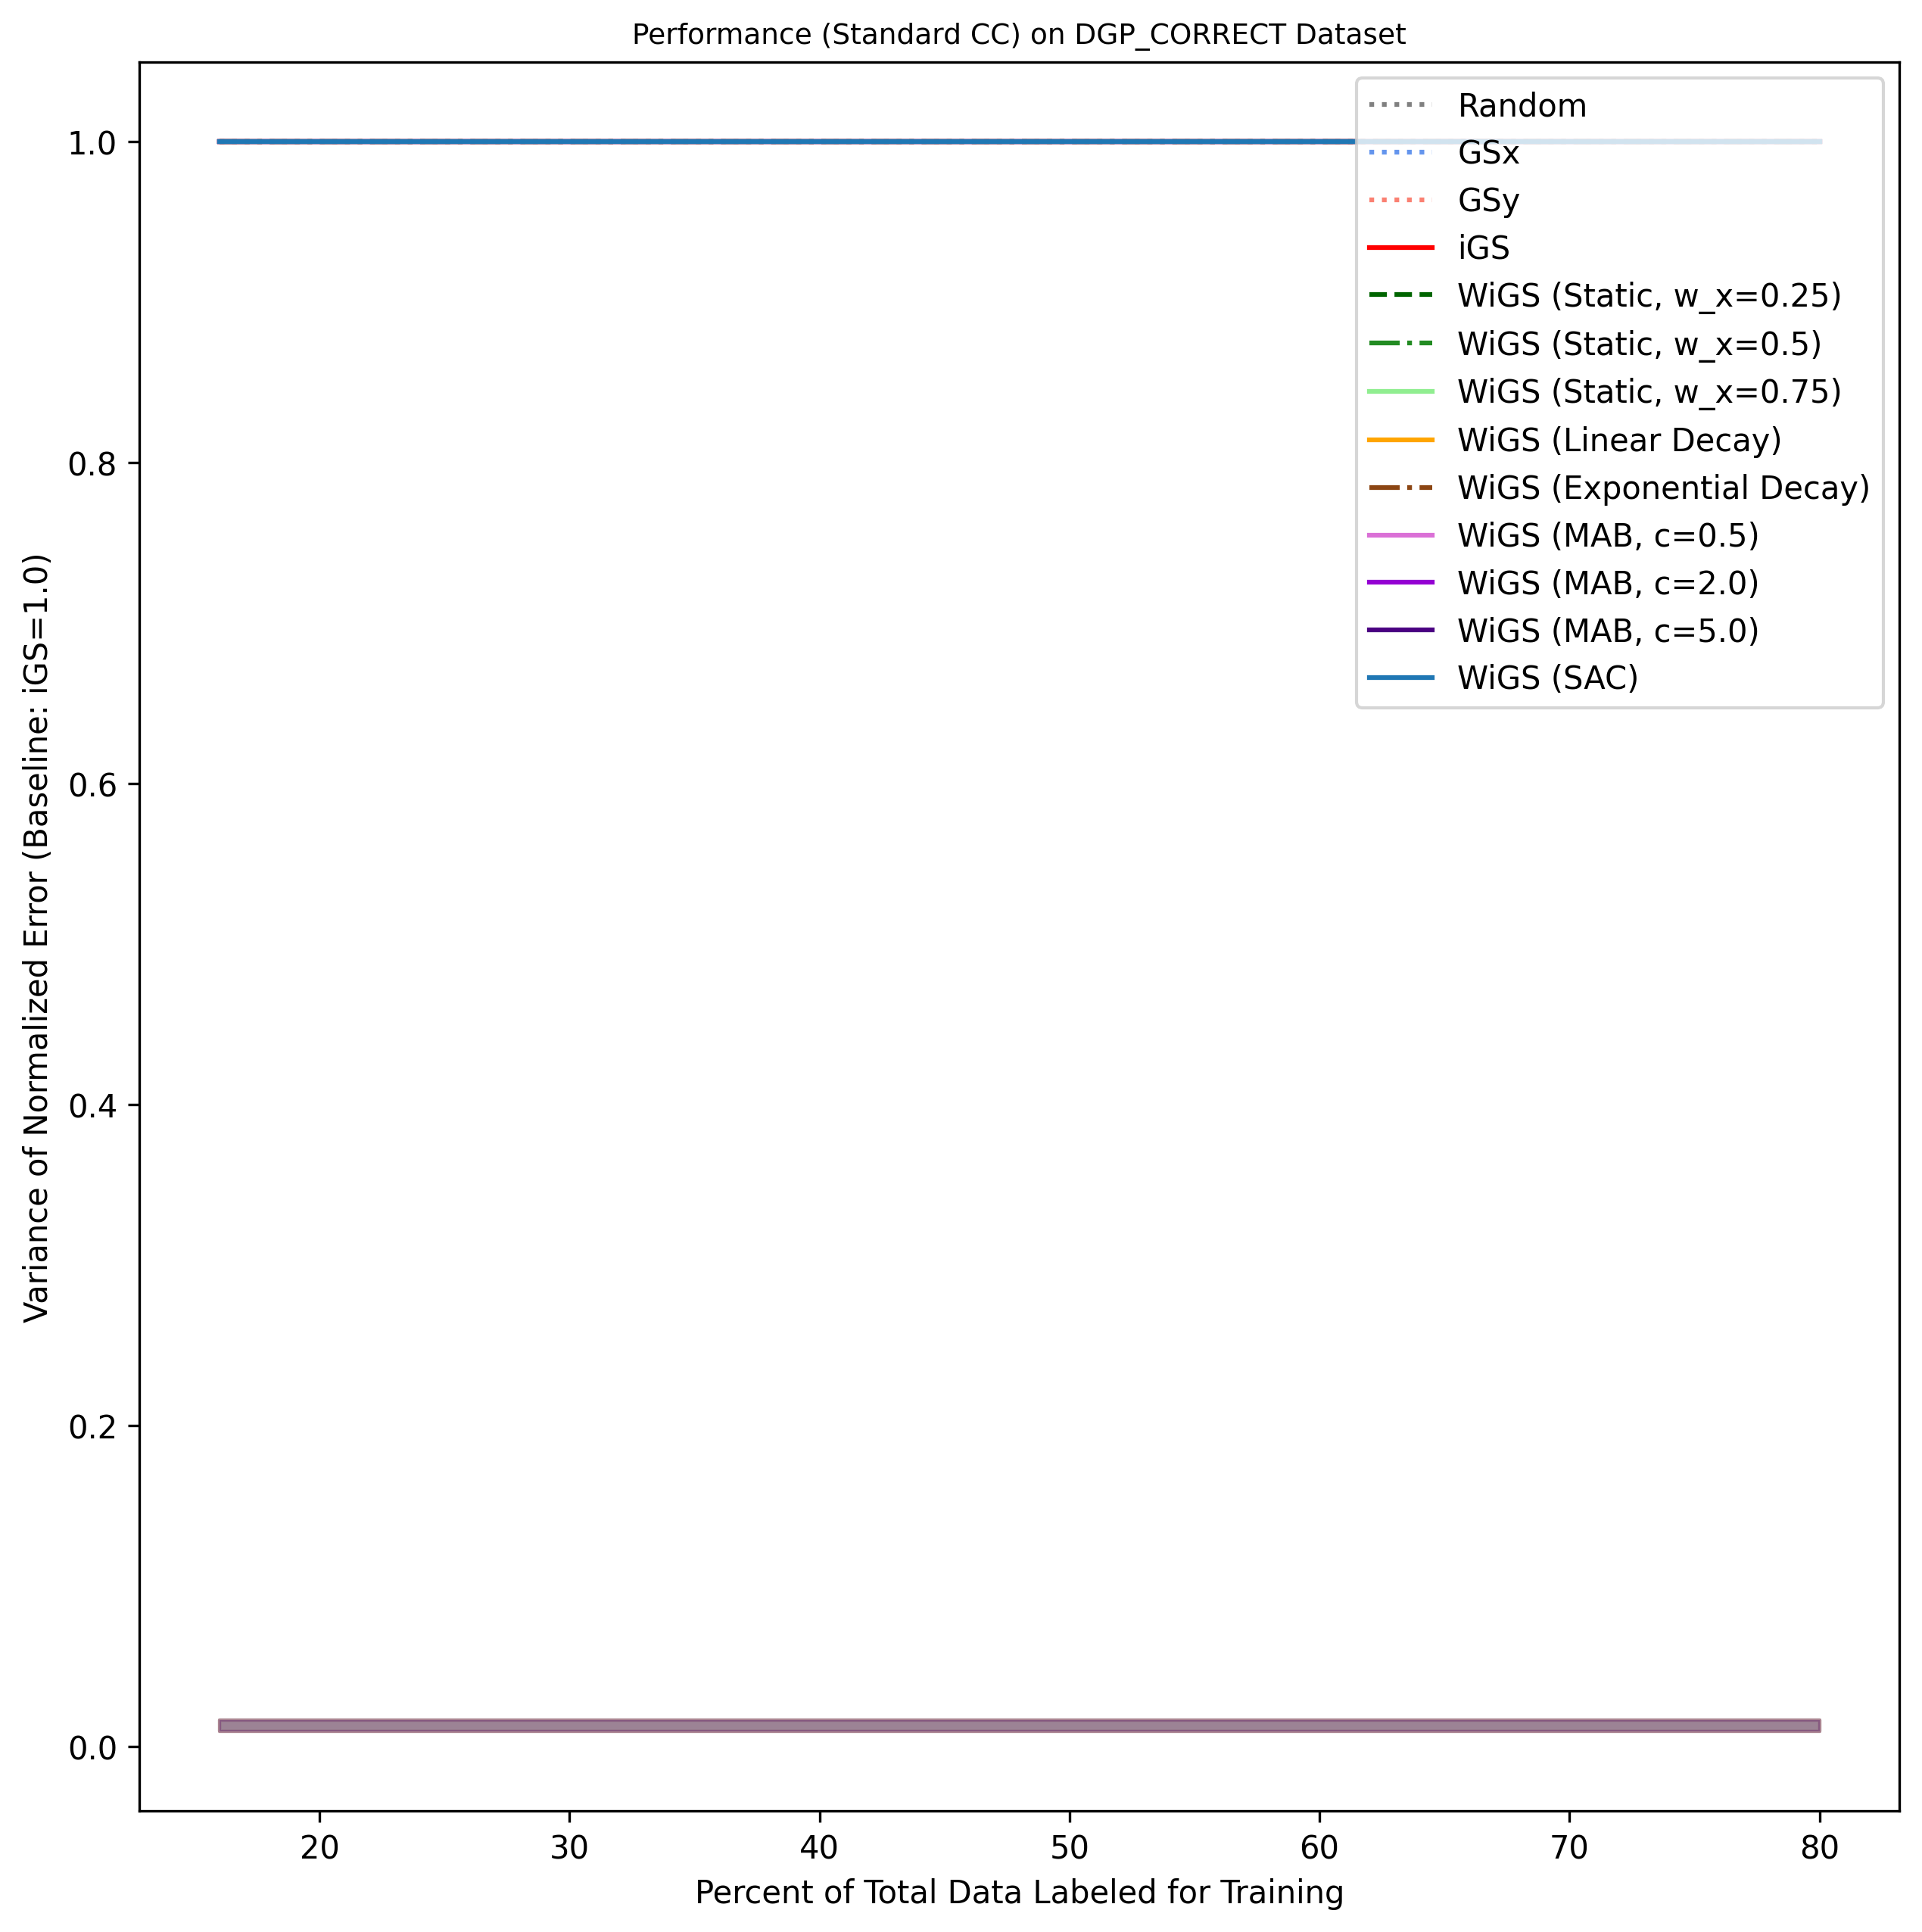 Performance (Standard CC) on DGP_CORRECT Dataset
Variance of Normalized Error (Baseline: iGS=1.0)
1.0
0.8
0.6
0.4
0.2
0.0
Random
GSx
GSy
iGS
WiGS (Static, w_x=0.25)
WiGS (Static, w_x=0.5)
WiGS (Static, w_x=0.75)
WiGS (Linear Decay)
WiGS (Exponential Decay)
WiGS (MAB, c=0.5)
WiGS (MAB, c=2.0)
WiGS (MAB, c=5.0)
WiGS (SAC)
20 30 40 50 60 70 80
Percent of Total Data Labeled for Training